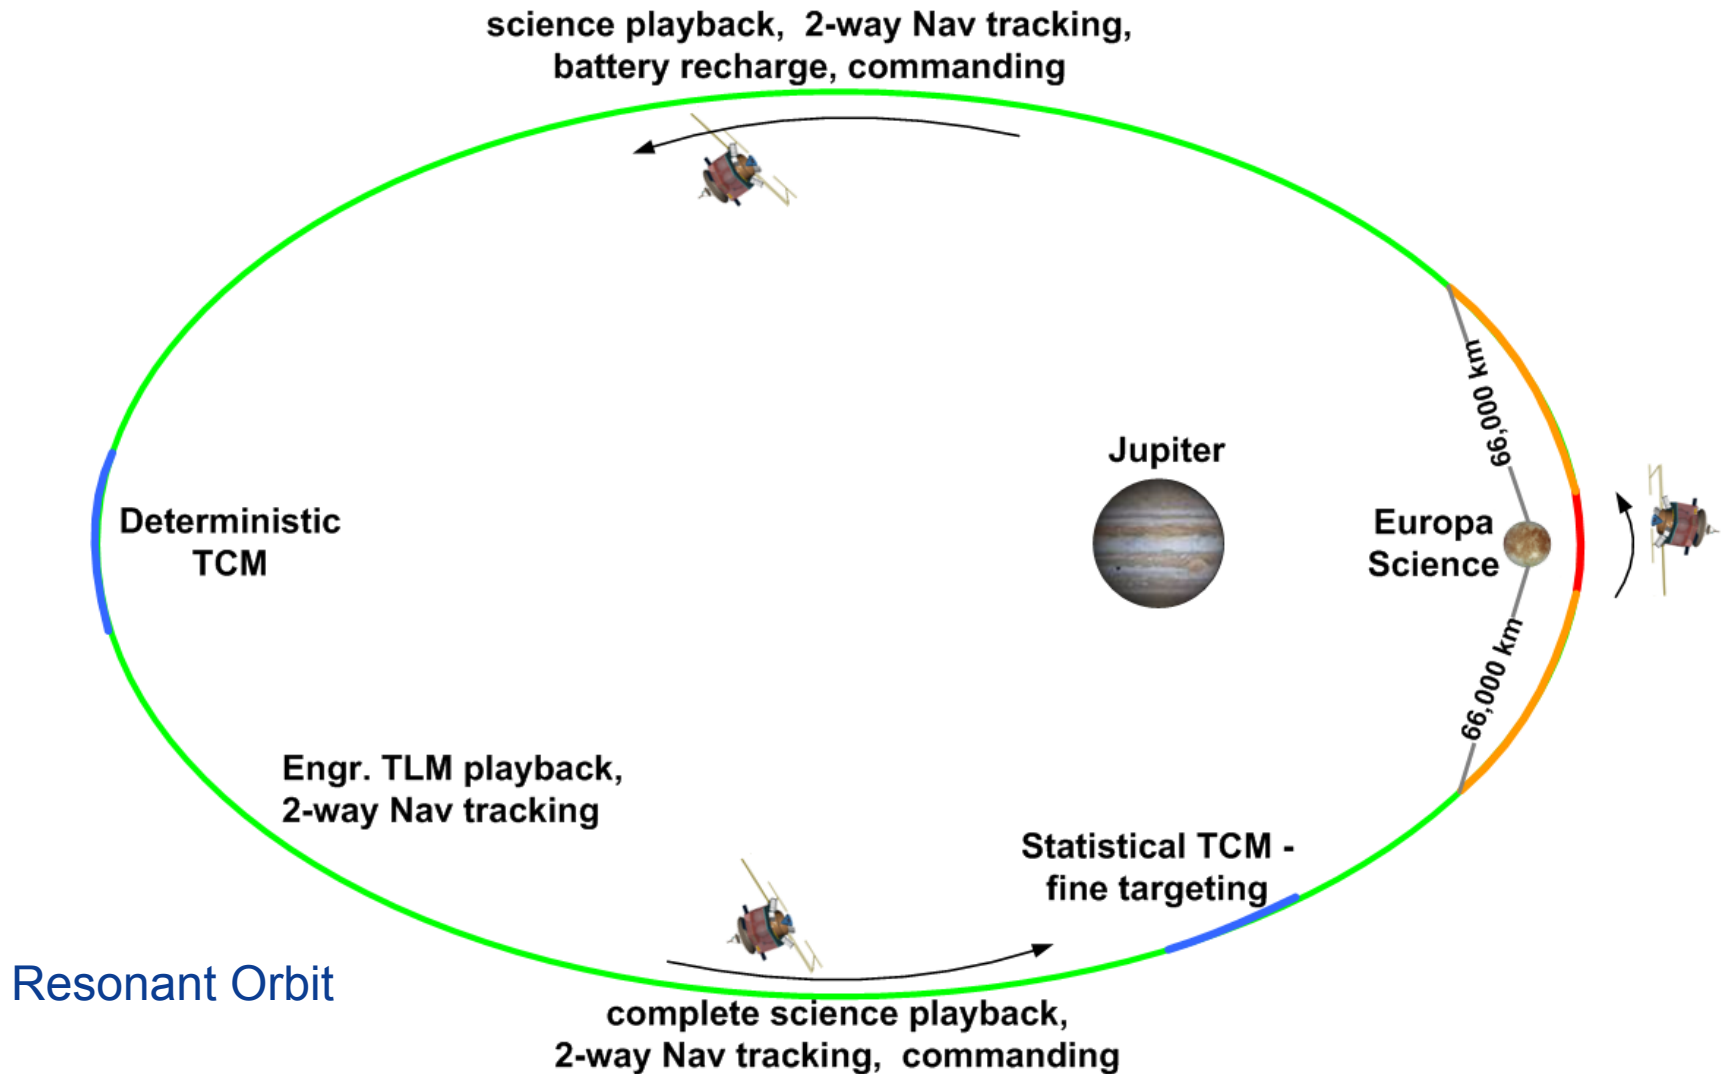 science playback, 2-way Nav tracking,
battery recharge, commanding
66,000 km
Jupiter
Europa
Science
Deterministic
TCM
66,000 km
Engr. TLM playback,
2-way Nav tracking
Statistical TCM -
fine targeting
Resonant Orbit
complete science playback,
2-way Nav tracking, commanding